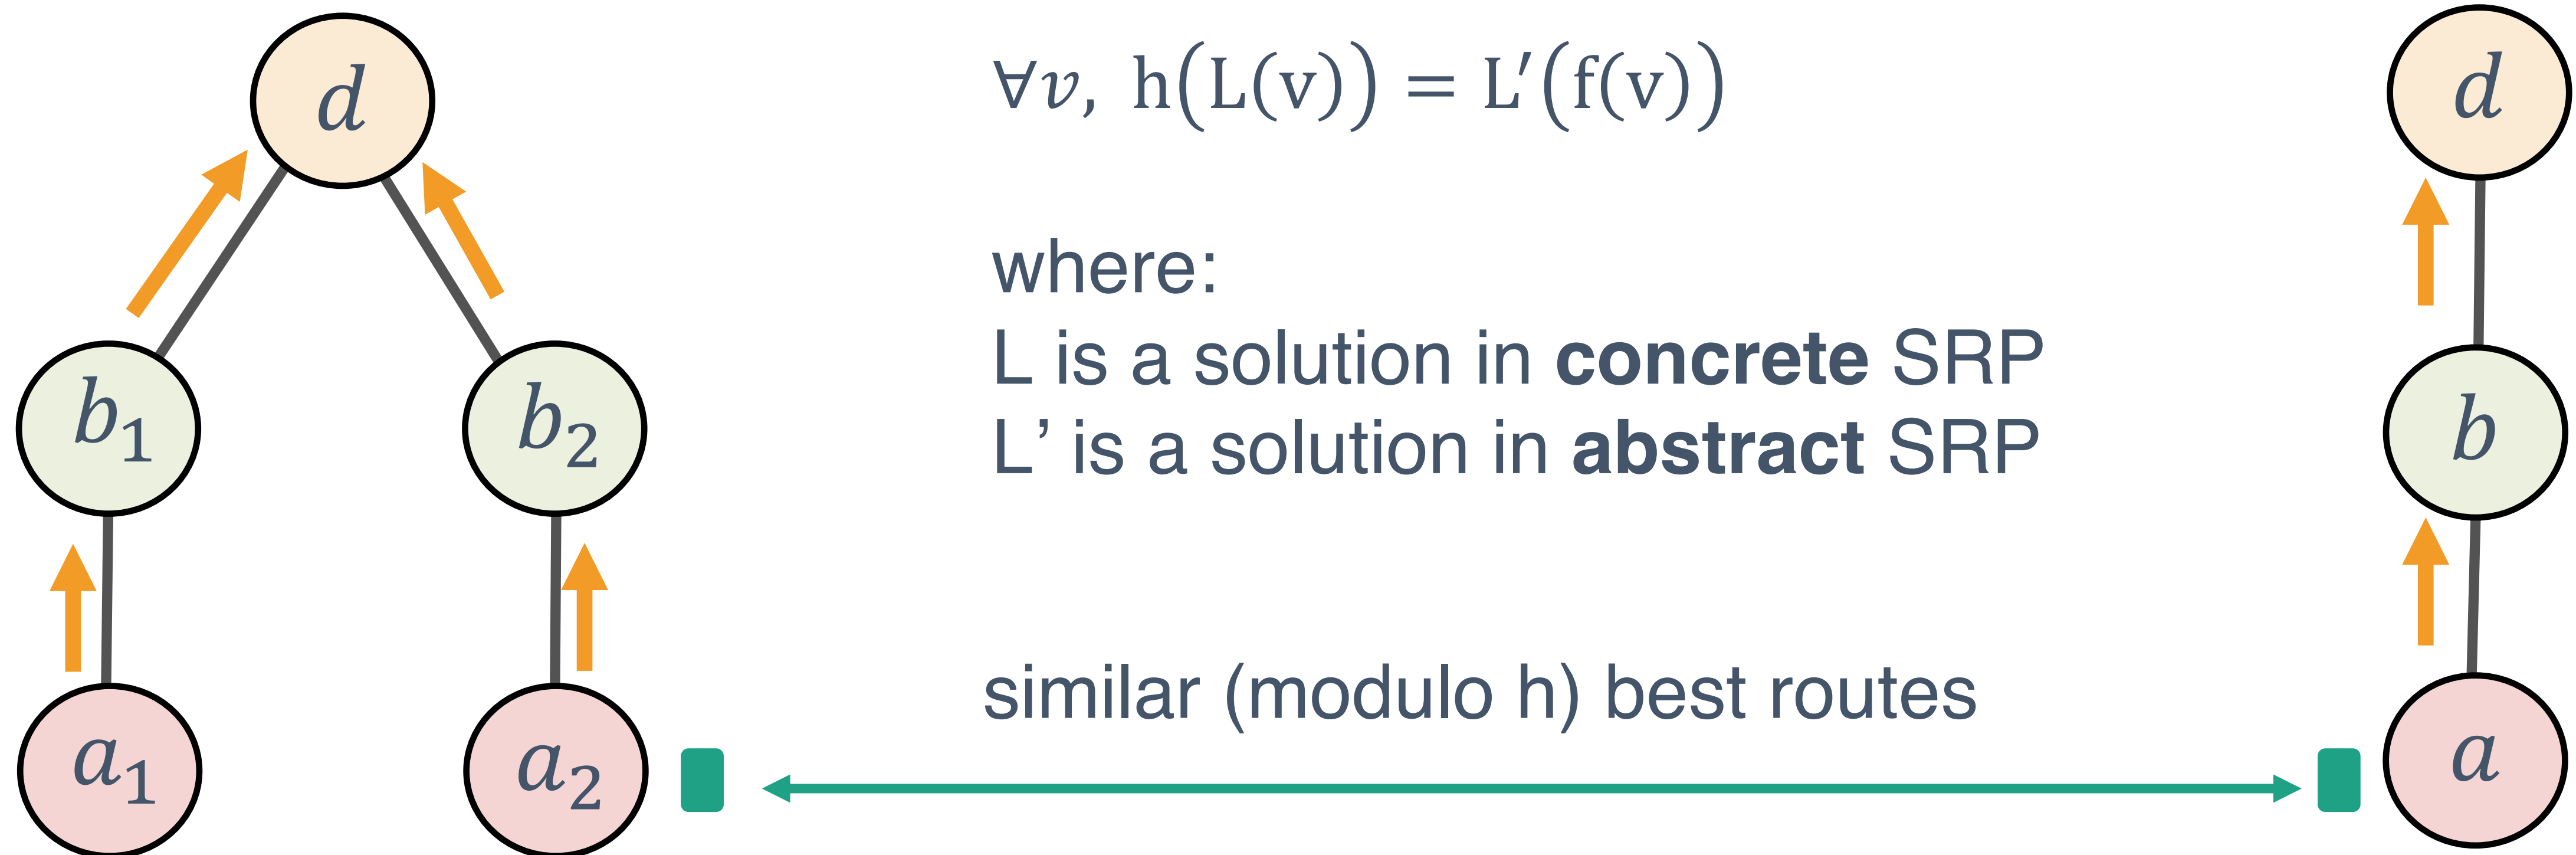 d
∀v, h(L(v)) = L′(f(v))
d
where:
L is a solution in concrete SRP
L’ is a solution in abstract SRP
b₁
b₂
b
similar (modulo h) best routes
a₁
a₂
a